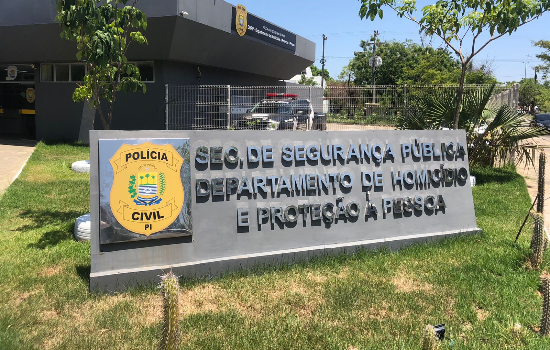 POLÍCIA
CIVIL
PI
SEC. DE SEGURANÇA PÚBLICA
DEPARTAMENTO DE HOMICÍDIO
E PROTEÇÃO À PESSOA